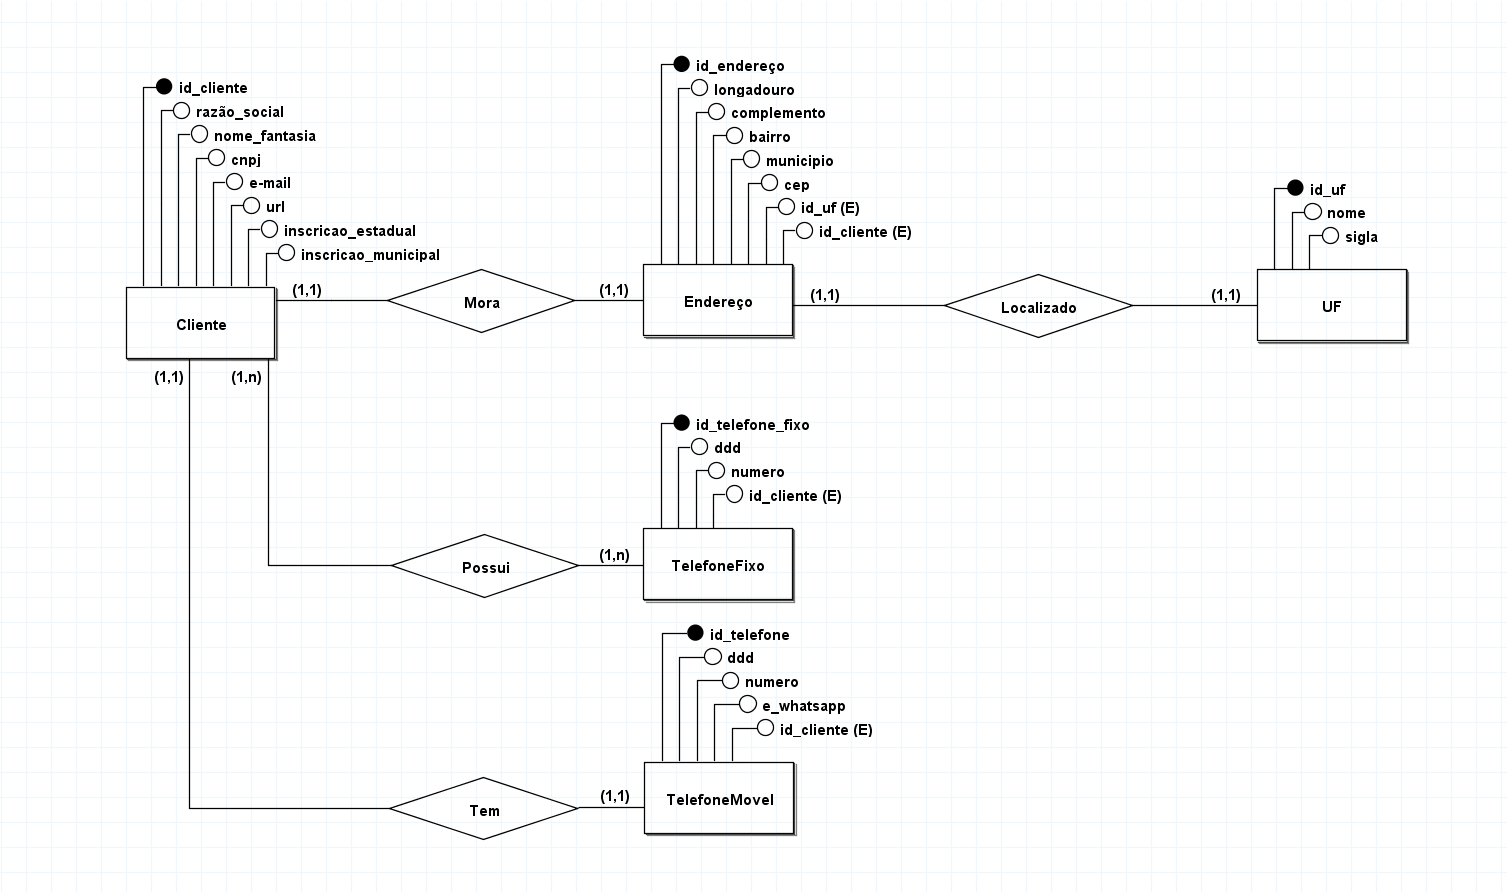 id_cliente
razão_social
nome_fantasia
cnpj
e-mail
url
inscricao_estadual
inscricao_municipal
Cliente
(1,1)
Mora
(1,1)
id_endereço
longadouro
complemento
bairro
municipio
cep
id_uf (E)
id_cliente (E)
Endereço
(1,1)
Localizado
(1,1)
id_uf
nome
sigla
UF
(1,1)
(1,n)
Possui
(1,n)
id_telefone_fixo
ddd
numero
id_cliente (E)
TelefoneFixo
Tem
(1,1)
id_telefone
ddd
numero
e_whatsapp
id_cliente (E)
TelefoneMovel